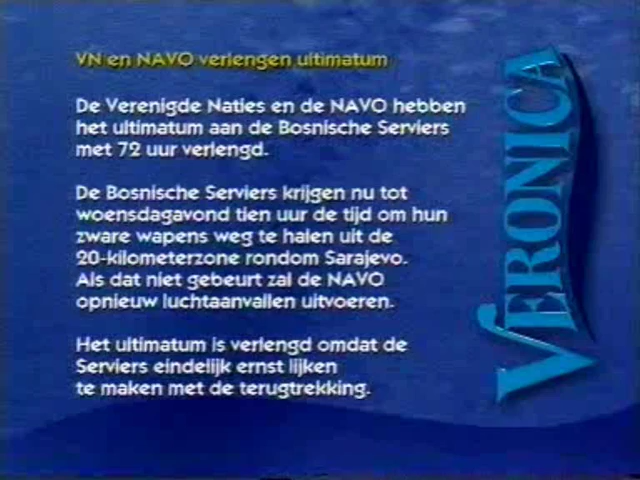 VN en NAVO verlengen ultimatum
De Verenigde Naties en de NAVO hebben
het ultimatum aan de Bosnische Serviers
met 72 uur verlengd.
De Bosnische Serviers krijgen nu tot
woensdagavond tien uur de tijd om hun
zware wapens weg te halen uit de
20-kilometerzone rondom Sarajevo.
Als dat niet gebeurt zal de NAVO
opnieuw luchtaanvallen uitvoeren.
Het ultimatum is verlengd omdat de
Serviers eindelijk ernst lijken
te maken met de terugtrekking.
VERONICA